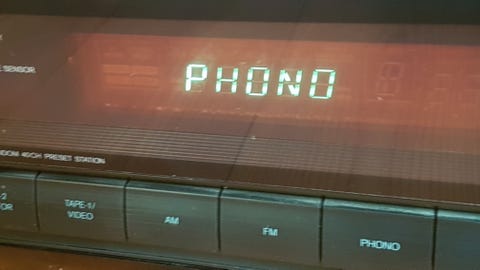 SENSOR
PHONO
40CH PRESET STATION
TAPE-1/
VIDEO
AM
FM
PHONO